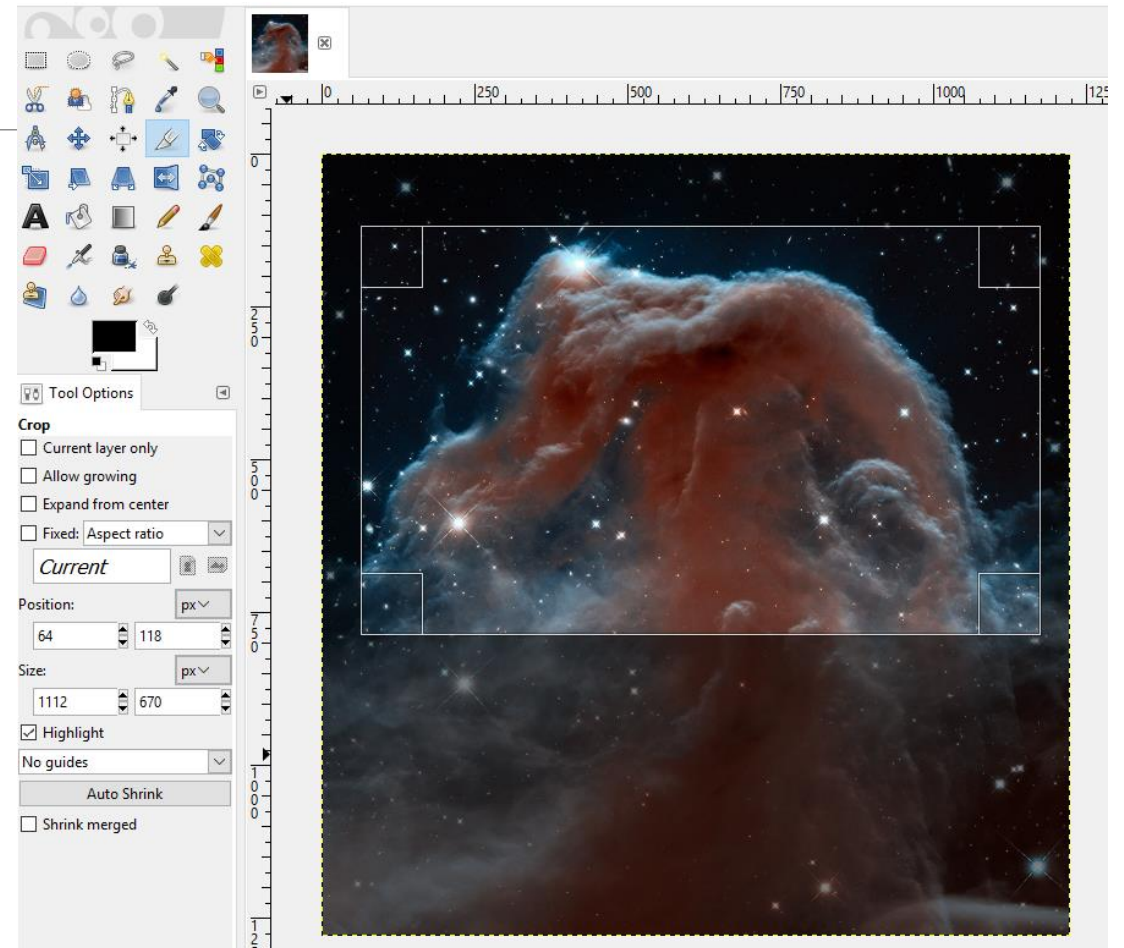 0 250 500 750 1000 125
0
250
500
750
1000
12
Tool Options
Crop
Current layer only
Allow growing
Expand from center
Fixed: Aspect ratio
Current
Position: px
64 118
Size: px
1112 670
Highlight
No guides
Auto Shrink
Shrink merged